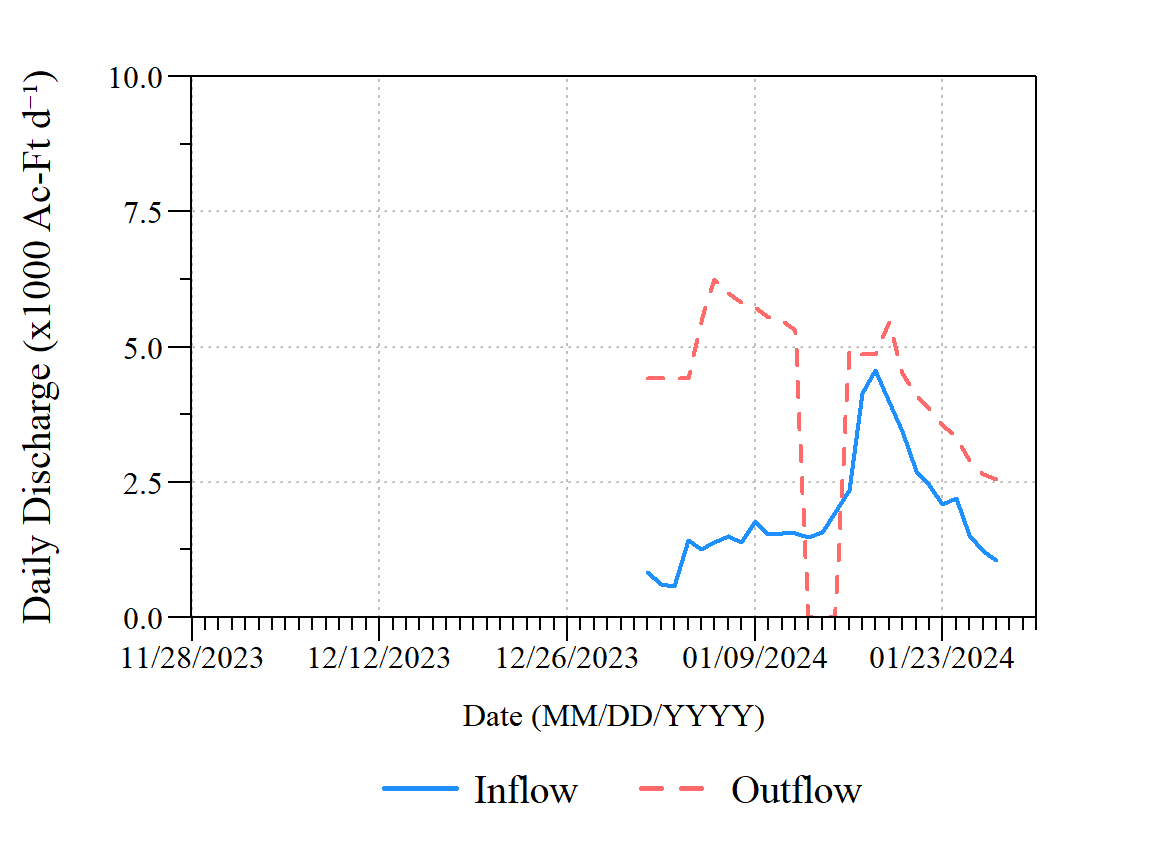 Daily Discharge (x1000 Ac-Ft d⁻¹)
10.0
7.5
5.0
2.5
0.0
11/28/2023 12/12/2023 12/26/2023 01/09/2024 01/23/2024
Date (MM/DD/YYYY)
Inflow Outflow